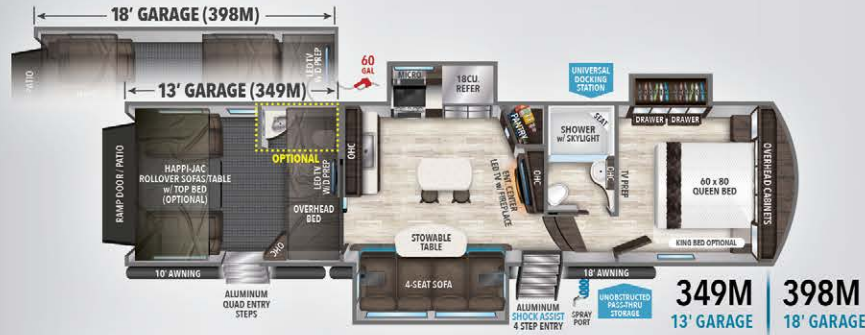 18' GARAGE (398M)
PATIO
LED TV
W/D PREP
13' GARAGE (349M)
60
GAL
MICRO
18CU.
REFER
UNIVERSAL
DOCKING
STATION
RAMP DOOR / PATIO
HAPPI-JAC
ROLLOVER SOFAS/TABLE
w/ TOP BED
(OPTIONAL)
OPTIONAL
LED TV
W/D PREP
OVERHEAD
BED
OHC
OHC
PANTRY
SHOWER
w/ SKYLIGHT
SEAT
DRAWER
DRAWER
OHC
ENT. CENTER
LED TV w/ FIREPLACE
OHC
TV PREP
60 x 80
QUEEN BED
OVERHEAD CABINETS
KING BED OPTIONAL
STOWABLE
TABLE
4-SEAT SOFA
10' AWNING
18' AWNING
ALUMINUM
QUAD ENTRY
STEPS
ALUMINUM
SHOCK ASSIST
4 STEP ENTRY
SPRAY
PORT
UNOBSTRUCTED
PASS-THRU
STORAGE
349M
13' GARAGE
398M
18' GARAGE